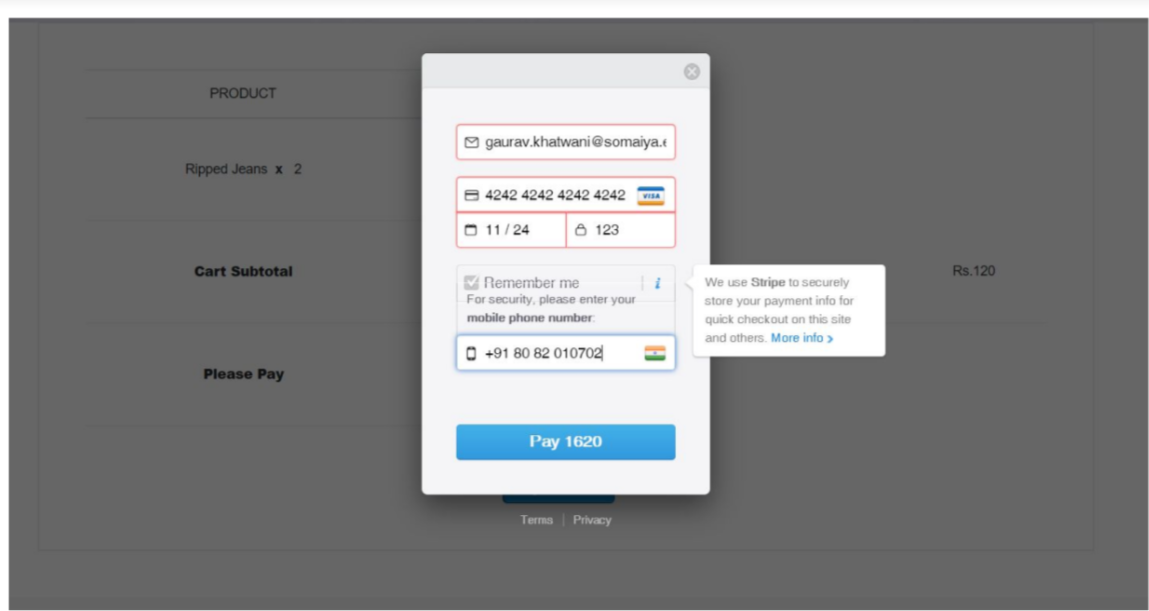 PRODUCT
gaurav.khatwani@somaiya.e
Ripped Jeans x 2
4242 4242 4242 4242 VISA
11 / 24 123
Cart Subtotal
Rs.120
Remember me i
For security, please enter your
mobile phone number:
We use Stripe to securely
store your payment info for
quick checkout on this site
and others. More info >
+91 80 82 010702
Please Pay
Pay 1620
Terms | Privacy